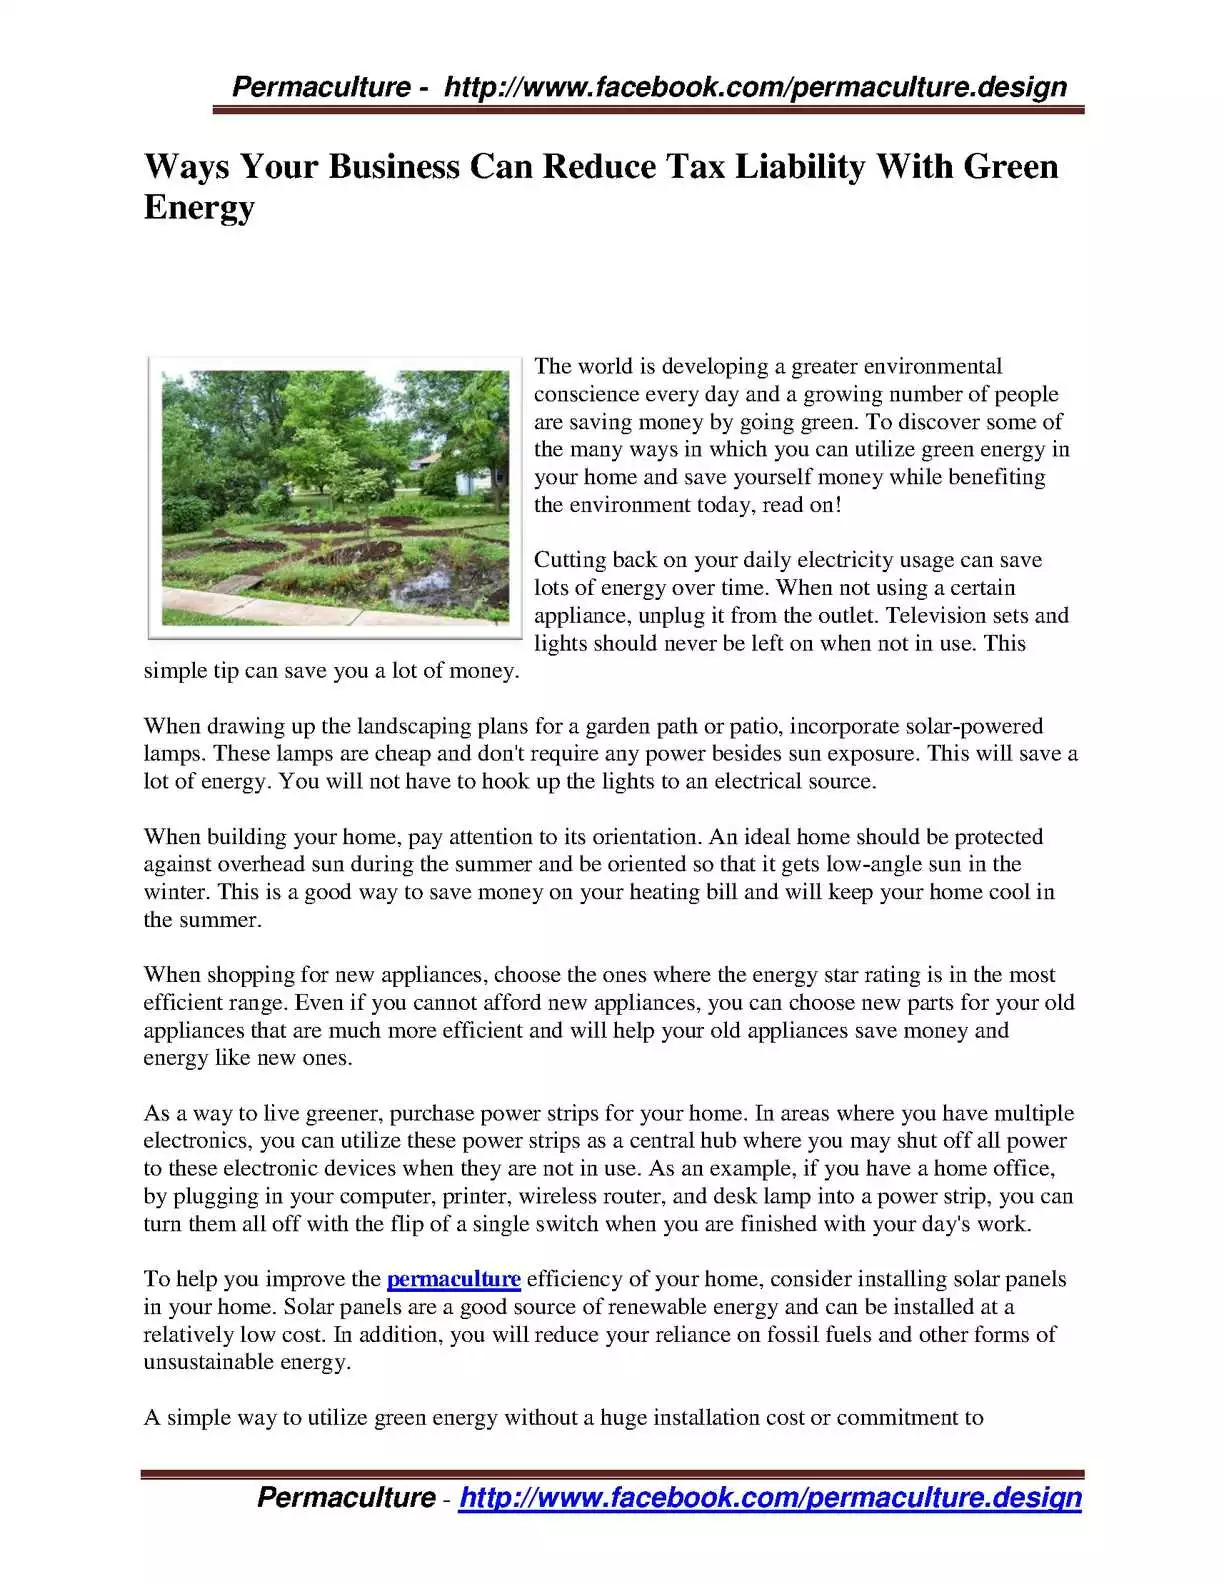 Permaculture - http://www.facebook.com/permaculture.design
Ways Your Business Can Reduce Tax Liability With Green
Energy
The world is developing a greater environmental
conscience every day and a growing number of people
are saving money by going green. To discover some of
the many ways in which you can utilize green energy in
your home and save yourself money while benefiting
the environment today, read on!
Cutting back on your daily electricity usage can save
lots of energy over time. When not using a certain
appliance, unplug it from the outlet. Television sets and
lights should never be left on when not in use. This
simple tip can save you a lot of money.
When drawing up the landscaping plans for a garden path or patio, incorporate solar-powered
lamps. These lamps are cheap and don't require any power besides sun exposure. This will save a
lot of energy. You will not have to hook up the lights to an electrical source.
When building your home, pay attention to its orientation. An ideal home should be protected
against overhead sun during the summer and be oriented so that it gets low-angle sun in the
winter. This is a good way to save money on your heating bill and will keep your home cool in
the summer.
When shopping for new appliances, choose the ones where the energy star rating is in the most
efficient range. Even if you cannot afford new appliances, you can choose new parts for your old
appliances that are much more efficient and will help your old appliances save money and
energy like new ones.
As a way to live greener, purchase power strips for your home. In areas where you have multiple
electronics, you can utilize these power strips as a central hub where you may shut off all power
to these electronic devices when they are not in use. As an example, if you have a home office,
by plugging in your computer, printer, wireless router, and desk lamp into a power strip, you can
turn them all off with the flip of a single switch when you are finished with your day's work.
To help you improve the permaculture efficiency of your home, consider installing solar panels
in your home. Solar panels are a good source of renewable energy and can be installed at a
relatively low cost. In addition, you will reduce your reliance on fossil fuels and other forms of
unsustainable energy.
A simple way to utilize green energy without a huge installation cost or commitment to
Permaculture - http://www.facebook.com/permaculture.design